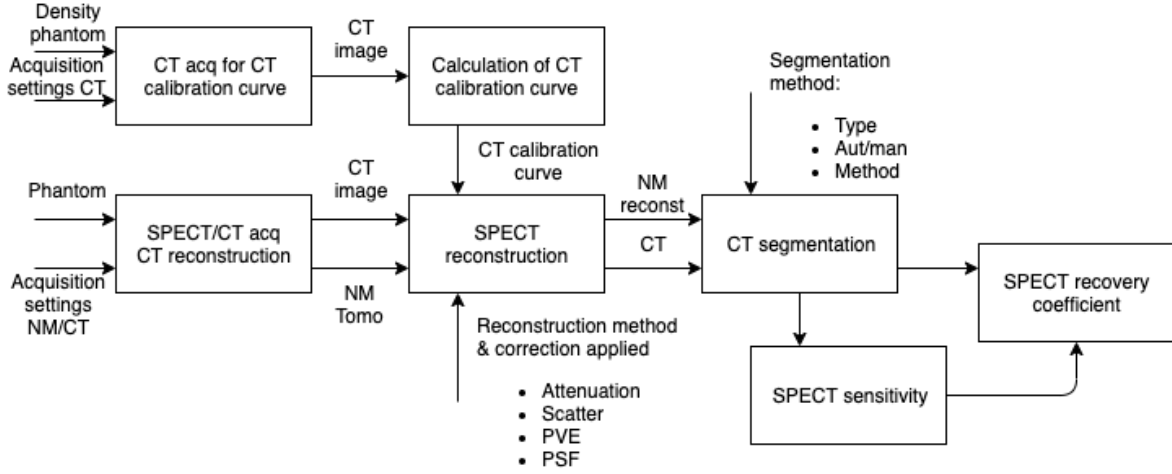 Density
phantom
Acquisition
settings CT
CT acq for CT
calibration curve
CT
image
Calculation of CT
calibration curve
Segmentation
method:
• Type
• Aut/man
• Method
CT calibration
curve
Phantom
Acquisition
settings
NM/CT
SPECT/CT acq
CT reconstruction
CT
image
NM
Tomo
SPECT
reconstruction
NM
reconst
CT
CT segmentation
SPECT recovery
coefficient
Reconstruction method
& correction applied
• Attenuation
• Scatter
• PVE
• PSF
SPECT sensitivity